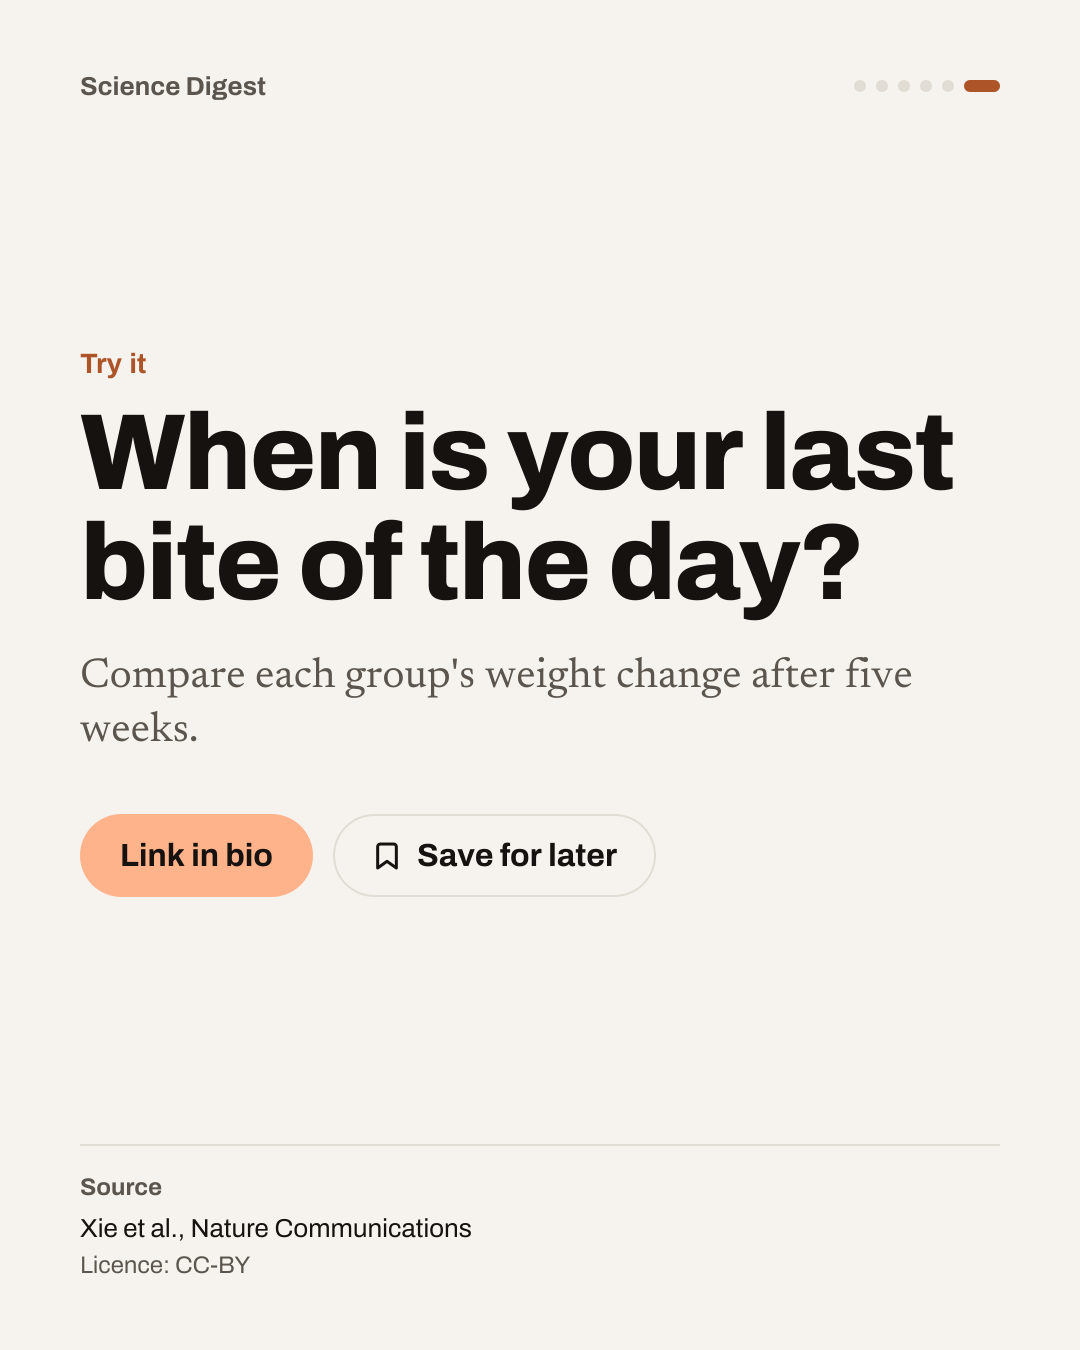 Science Digest
Try it
When is your last
bite of the day?
Compare each group's weight change after five
weeks.
Link in bio
Save for later
Source
Xie et al., Nature Communications
Licence: CC-BY